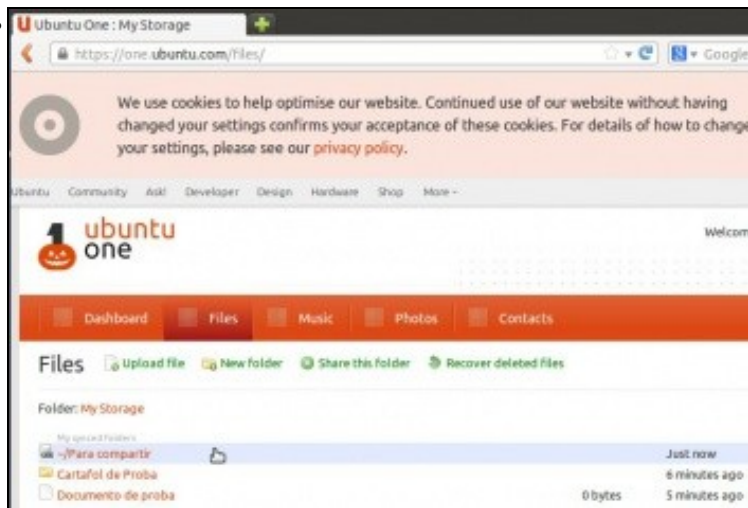 Ubuntu One : My Storage
https://one.ubuntu.com/files/
Google
We use cookies to help optimise our website. Continued use of our website without having
changed your settings confirms your acceptance of these cookies. For details of how to change
your settings, please see our privacy policy.
Ubuntu Community Ask! Developer Design Hardware Shop More
ubuntu
one
Welcom
Dashboard Files Music Photos Contacts
Files Upload file New folder Share this folder Recover deleted files
Folder: My Storage
My synced folders
~/Para compartir Just now
Cartafol de Proba 6 minutes ago
Documento de proba 0 bytes 5 minutes ago